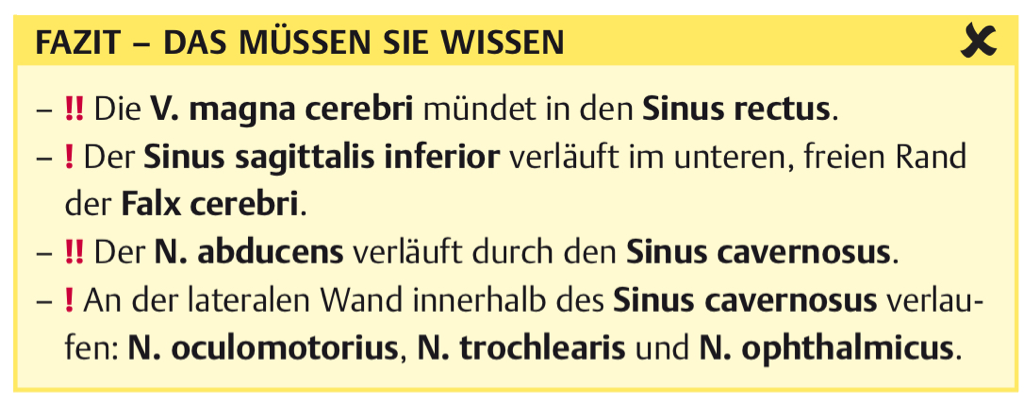 FAZIT – DAS MÜSSEN SIE WISSEN
– !! Die V. magna cerebri mündet in den Sinus rectus.
– ! Der Sinus sagittalis inferior verläuft im unteren, freien Rand
der Falx cerebri.
– !! Der N. abducens verläuft durch den Sinus cavernosus.
– ! An der lateralen Wand innerhalb des Sinus cavernosus verlau-
fen: N. oculomotorius, N. trochlearis und N. ophthalmicus.